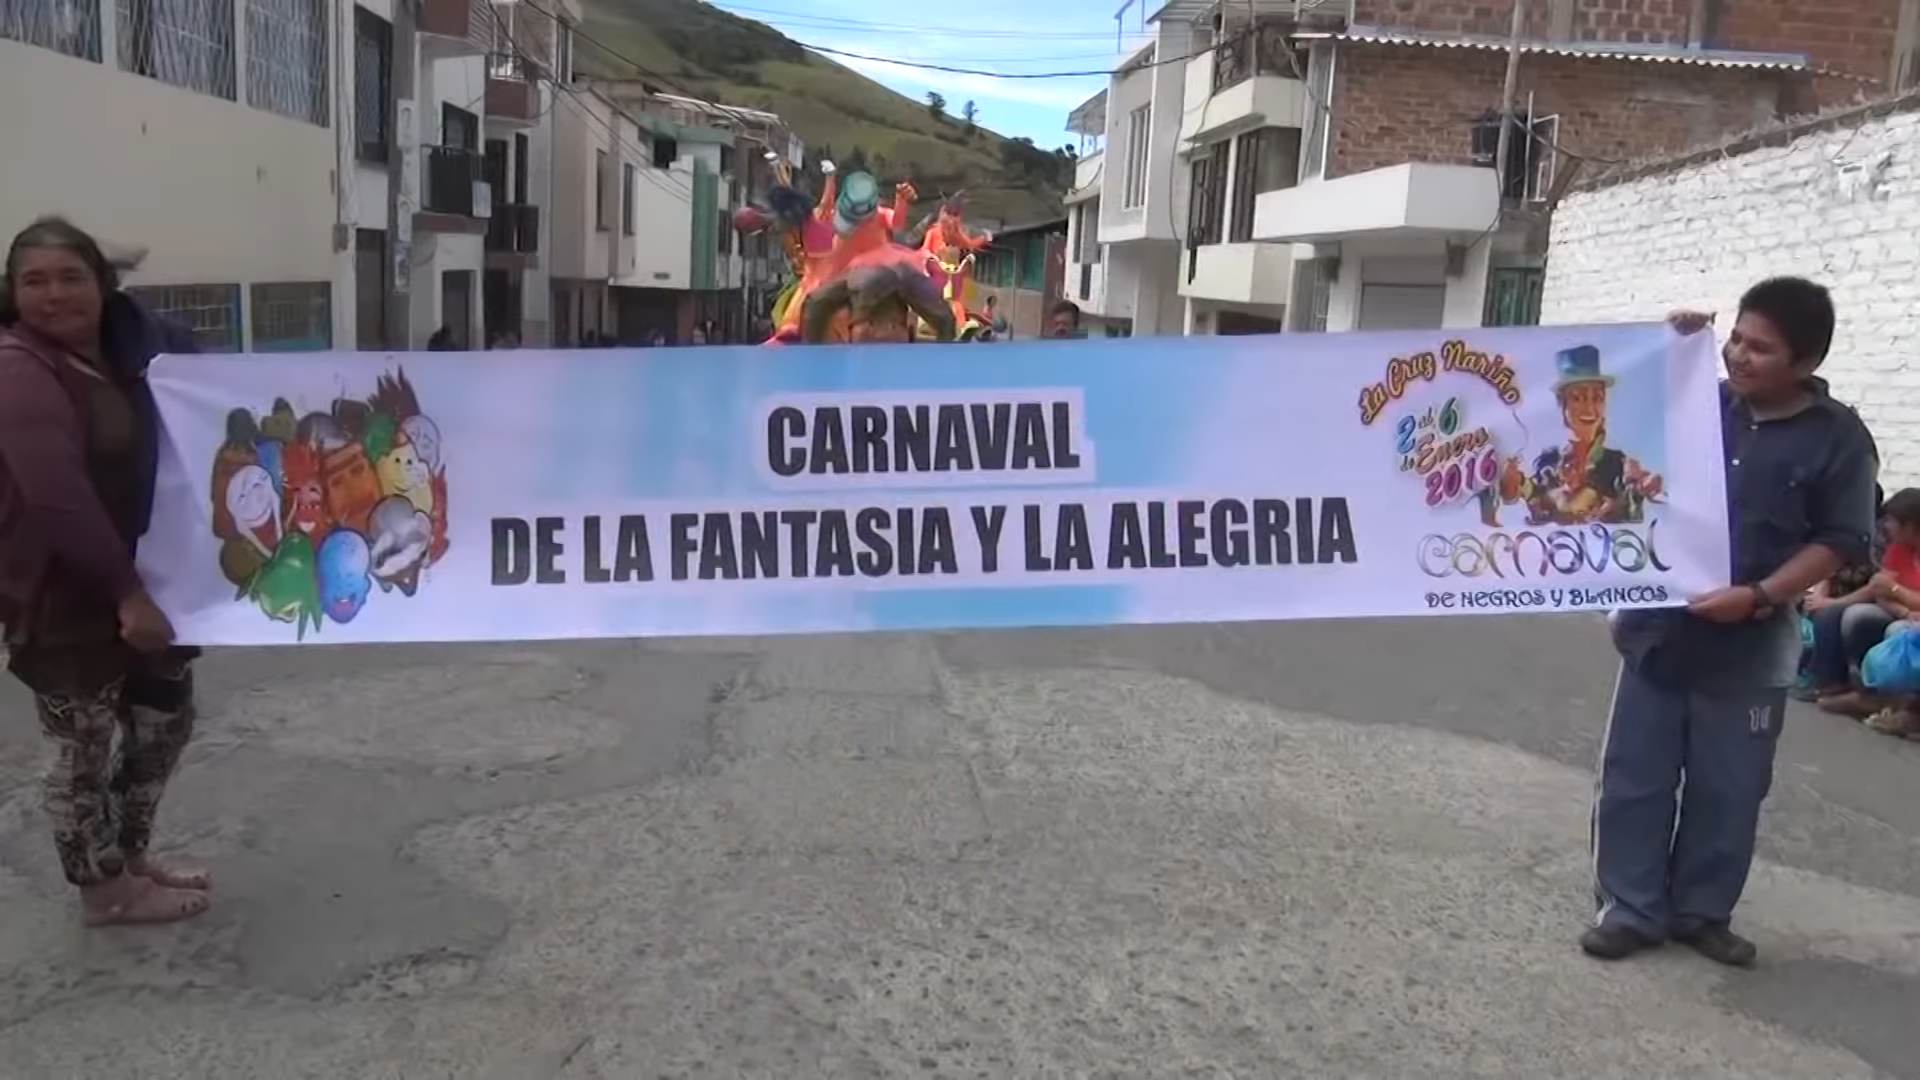 CARNAVAL
DE LA FANTASIA Y LA ALEGRIA
La Cruz Nariño
2 al 6
de Enero
2016
carnaval
DE NEGROS Y BLANCOS